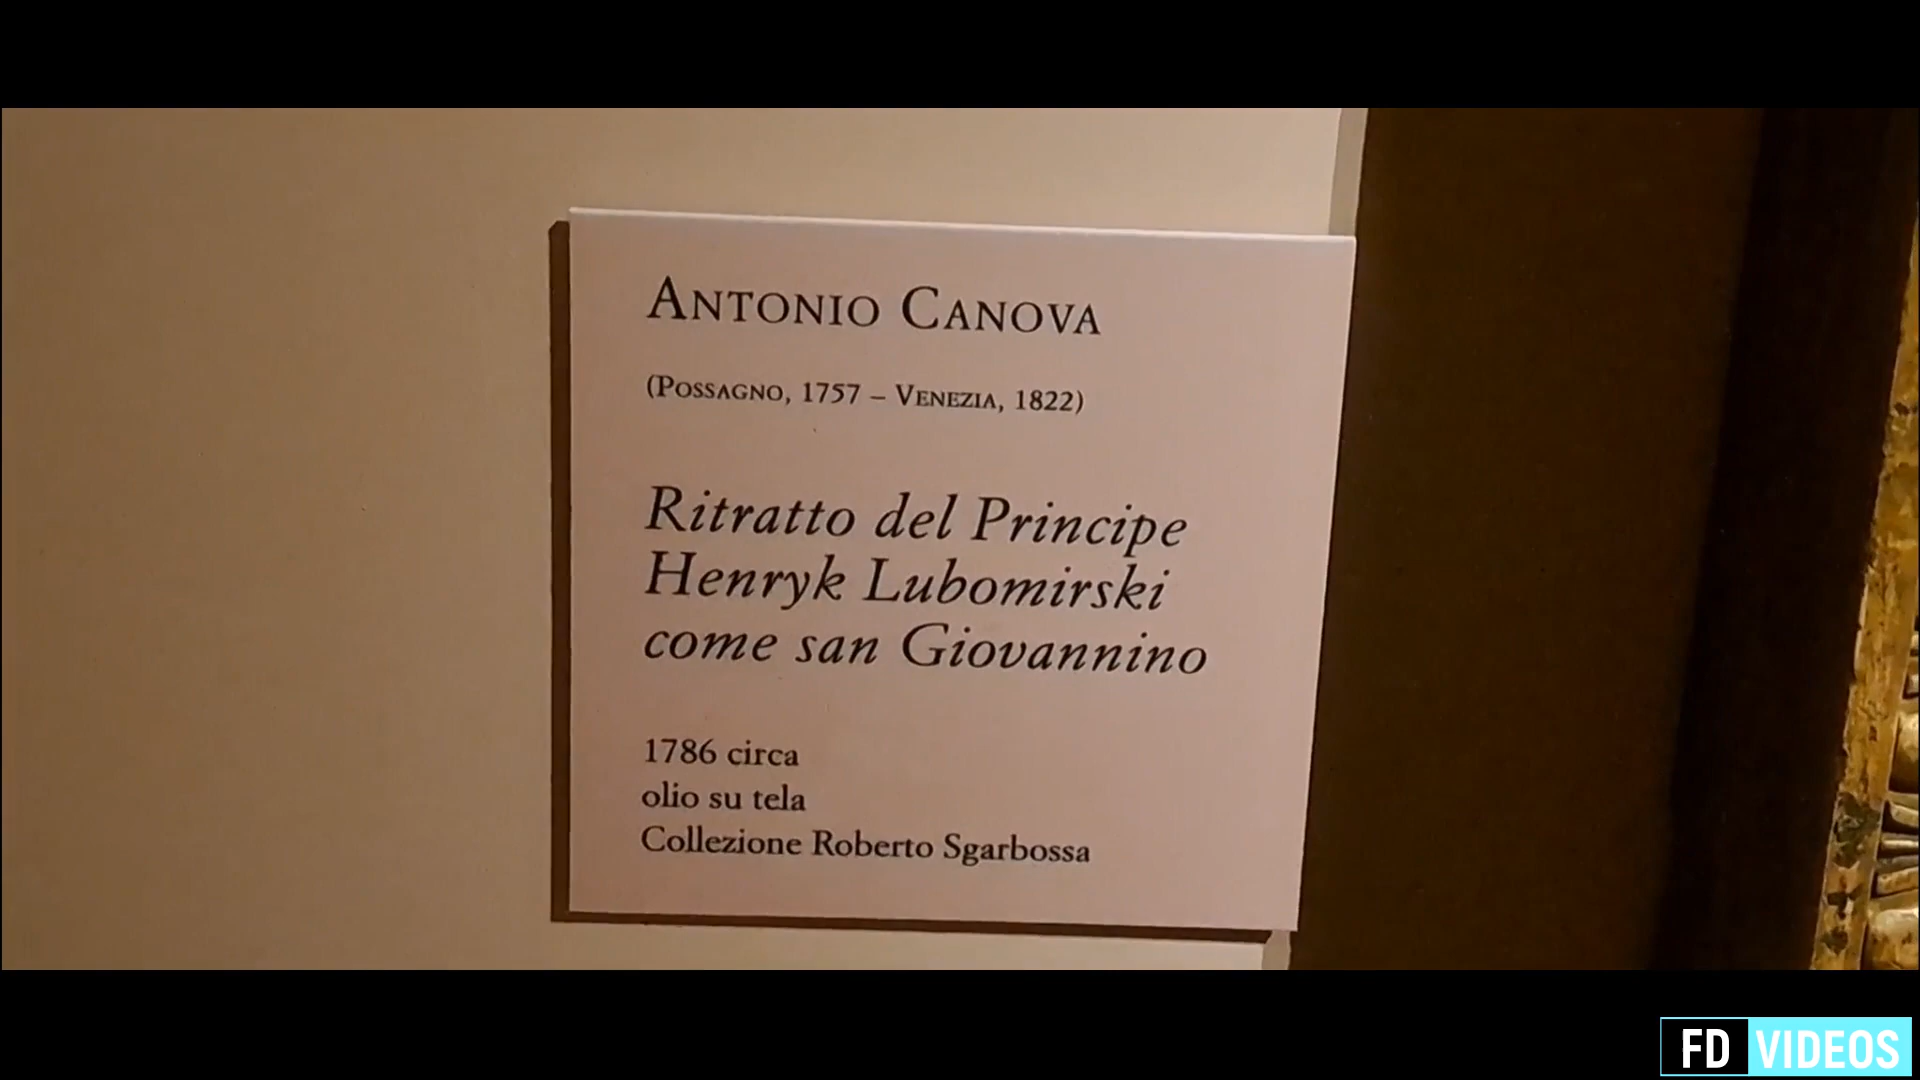 ANTONIO CANOVA
(POSSAGNO, 1757 – VENEZIA, 1822)
Ritratto del Principe
Henryk Lubomirski
come san Giovannino
1786 circa
olio su tela
Collezione Roberto Sgarbossa
FD VIDEOS